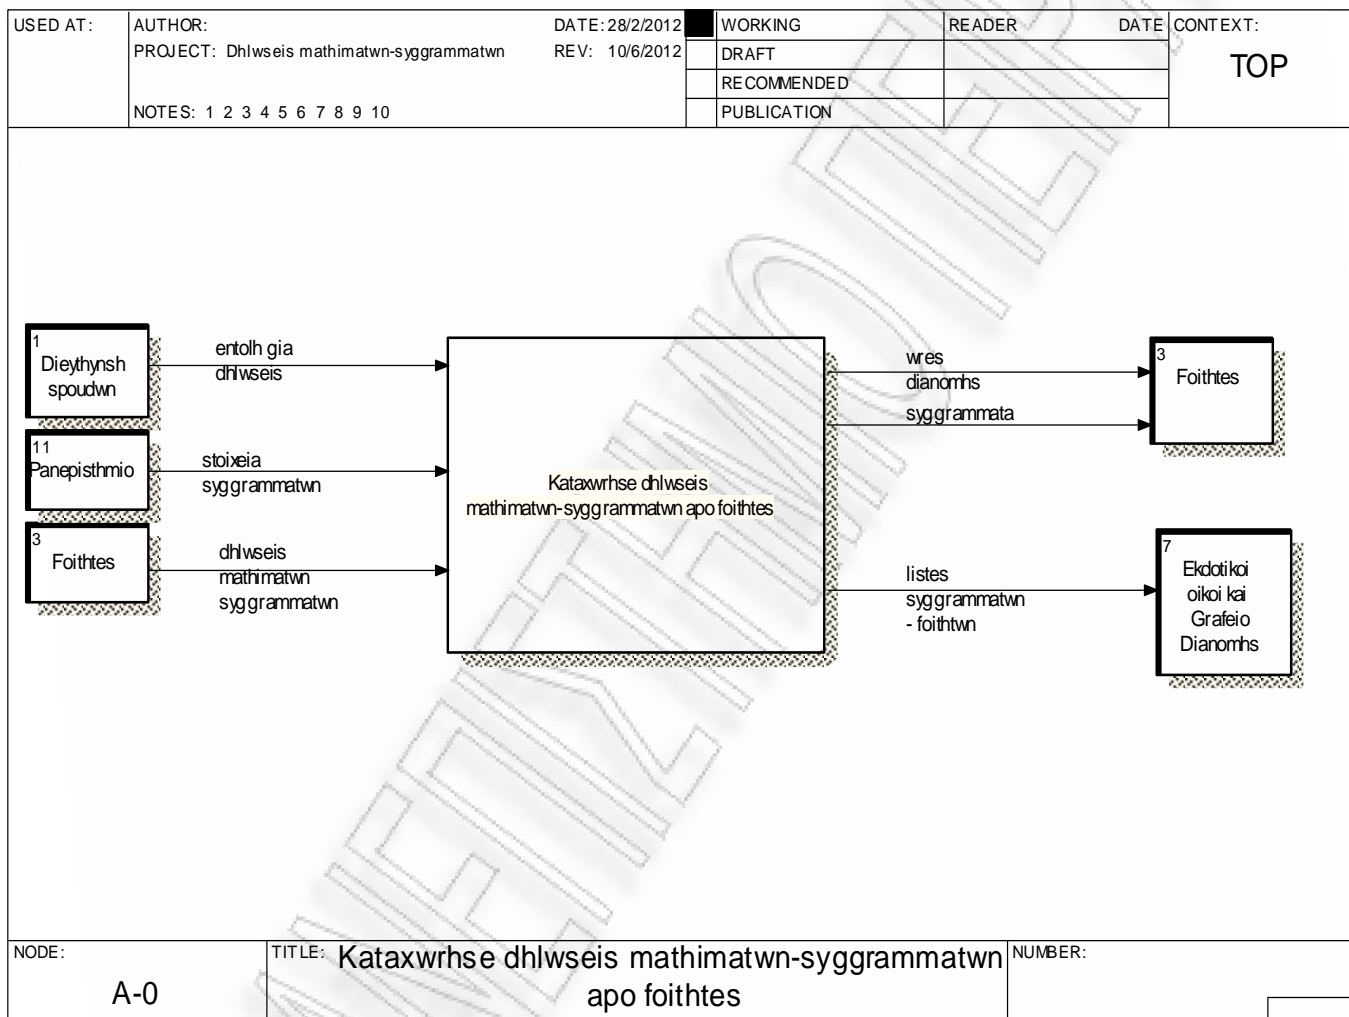 USED AT:
AUTHOR:
DATE: 28/2/2012
PROJECT: Dhlwseis mathimatwn-syggrammatwn
REV: 10/6/2012
NOTES: 1 2 3 4 5 6 7 8 9 10
WORKING
DRAFT
RECOMMENDED
PUBLICATION
READER DATE
CONTEXT:
TOP
1
Dieythynsh
spoudwn
entolh gia
dhlwseis
11
Panepisthmio
stoixeia
syggrammatwn
3
Foithtes
dhlwseis
mathimatwn
syggrammatwn
Kataxwrhse dhlwseis
mathimatwn-syggrammatwn apo foithtes
wres
dianomhs
syggrammata
3
Foithtes
listes
syggrammatwn
- foithtwn
7
Ekdotikoi
oikoi kai
Grafeio
Dianomhs
NODE:
A-0
TITLE: Kataxwrhse dhlwseis mathimatwn-syggrammatwn
apo foithtes
NUMBER: